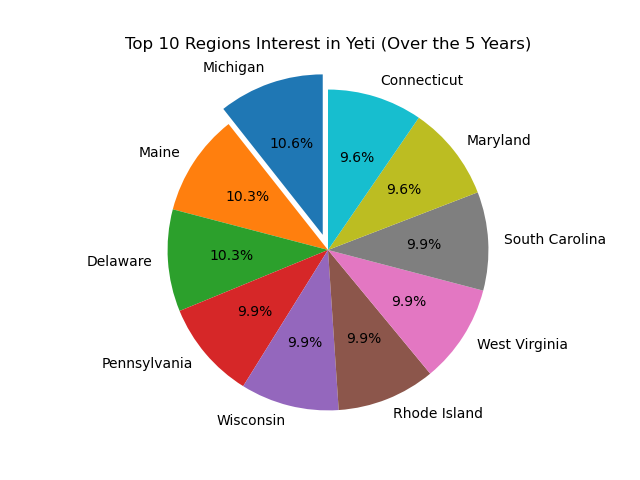 Top 10 Regions Interest in Yeti (Over the 5 Years)
Michigan
10.6%
Maine
10.3%
Delaware
10.3%
Pennsylvania
9.9%
Wisconsin
9.9%
Rhode Island
9.9%
West Virginia
9.9%
South Carolina
9.9%
Maryland
9.6%
Connecticut
9.6%